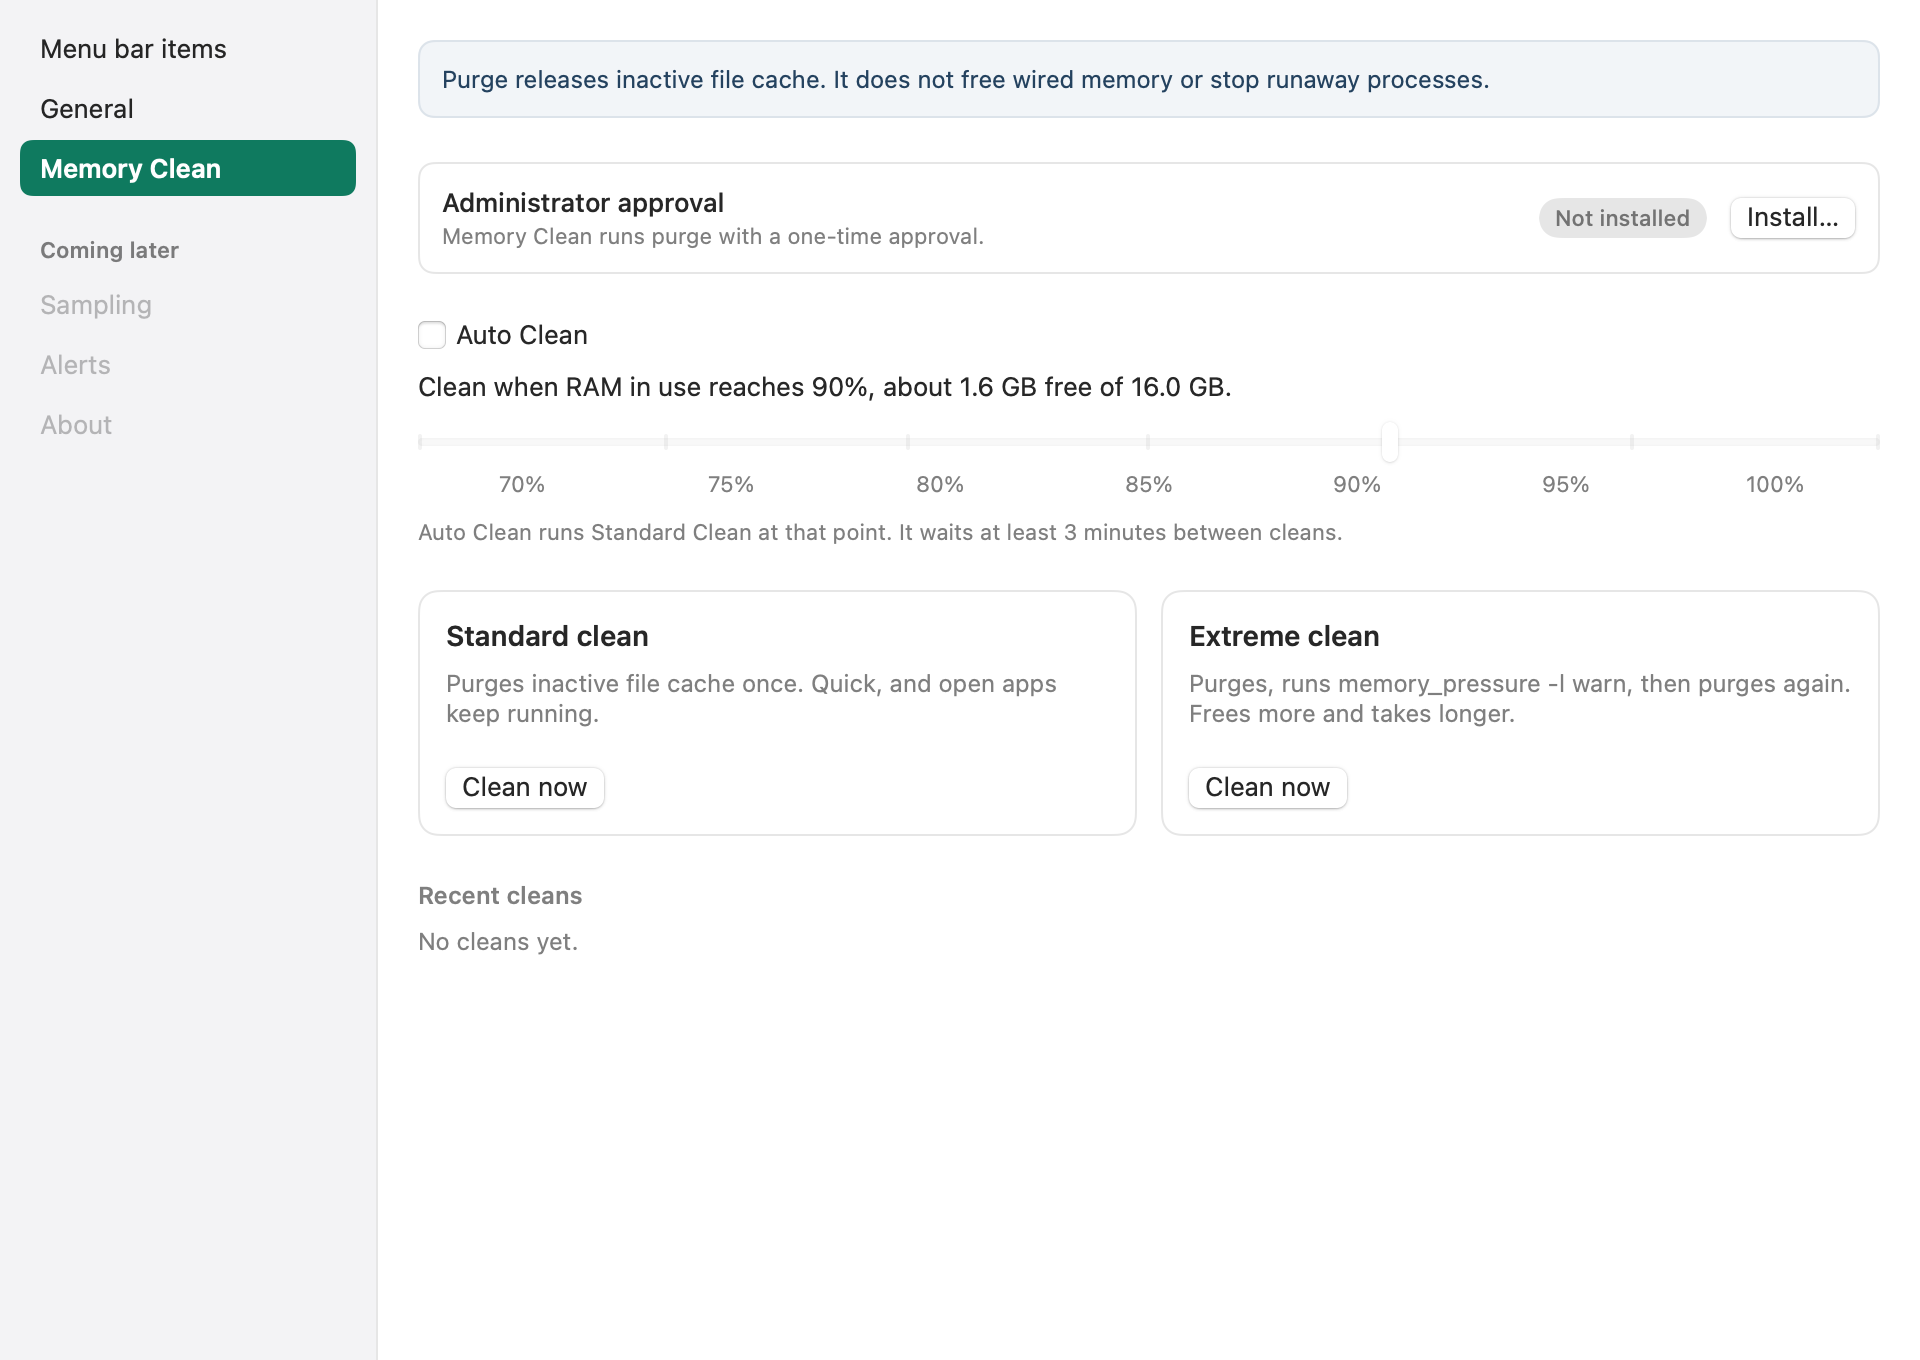 Menu bar items
General
Memory Clean
Coming later
Sampling
Alerts
About
Purge releases inactive file cache. It does not free wired memory or stop runaway processes.
Administrator approval
Memory Clean runs purge with a one-time approval.
Not installed
Install...
Auto Clean
Clean when RAM in use reaches 90%, about 1.6 GB free of 16.0 GB.
70% 75% 80% 85% 90% 95% 100%
Auto Clean runs Standard Clean at that point. It waits at least 3 minutes between cleans.
Standard clean
Purges inactive file cache once. Quick, and open apps
keep running.
Clean now
Extreme clean
Purges, runs memory_pressure -l warn, then purges again.
Frees more and takes longer.
Clean now
Recent cleans
No cleans yet.